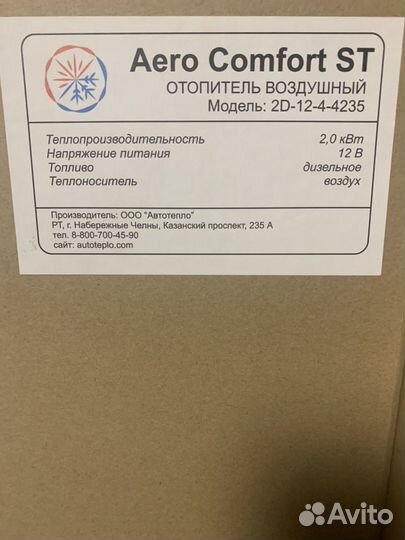 Aero Comfort ST
ОТОПИТЕЛЬ ВОЗДУШНЫЙ
Модель: 2D-12-4-4235
Теплопроизводительность 2,0 кВт
Напряжение питания 12 В
Топливо дизельное
Теплоноситель воздух
Производитель: ООО "Автотепло"
РТ, г. Набережные Челны, Казанский проспект, 235 А
тел. 8-800-700-45-90
сайт: autoteplo.com
Avito